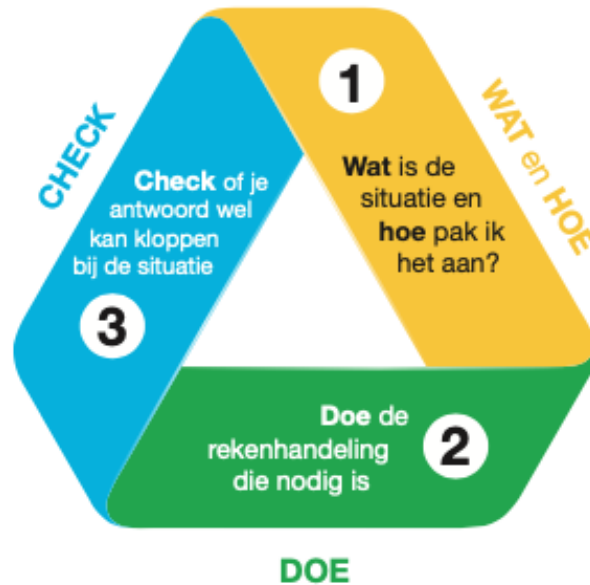 1
WAT en HOE
Wat is de
situatie en
hoe pak ik
het aan?
2
Doe de
rekenhandeling
die nodig is
DOE
3
CHECK
Check of je
antwoord wel
kan kloppen
bij de situatie